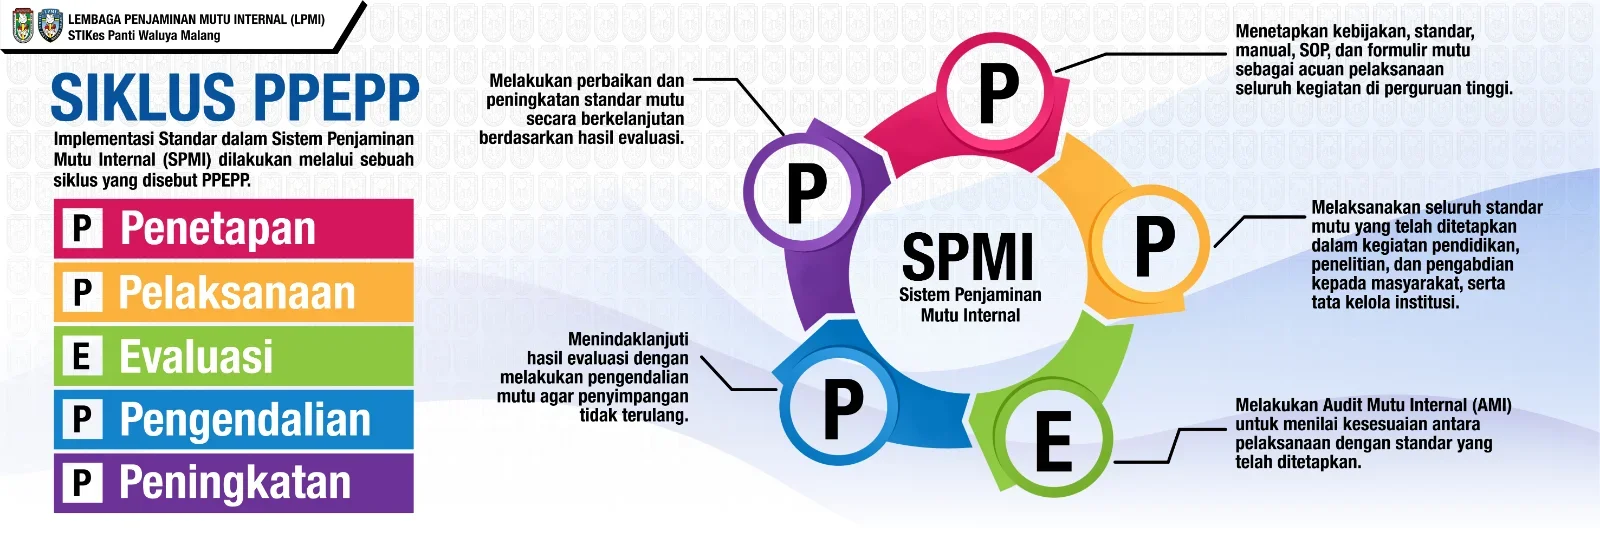 LEMBAGA PENJAMINAN MUTU INTERNAL (LPMI)
STIKes Panti Waluya Malang
SIKLUS PPEPP
Implementasi Standar dalam Sistem Penjaminan
Mutu Internal (SPMI) dilakukan melalui sebuah
siklus yang disebut PPEPP.
P Penetapan
P Pelaksanaan
E Evaluasi
P Pengendalian
P Peningkatan
P
Menetapkan kebijakan, standar,
manual, SOP, dan formulir mutu
sebagai acuan pelaksanaan
seluruh kegiatan di perguruan tinggi.
P
Melaksanakan seluruh standar
mutu yang telah ditetapkan
dalam kegiatan pendidikan,
penelitian, dan pengabdian
kepada masyarakat, serta
tata kelola institusi.
E
Melakukan Audit Mutu Internal (AMI)
untuk menilai kesesuaian antara
pelaksanaan dengan standar yang
telah ditetapkan.
P
Menindaklanjuti
hasil evaluasi dengan
melakukan pengendalian
mutu agar penyimpangan
tidak terulang.
P
Melakukan perbaikan dan
peningkatan standar mutu
secara berkelanjutan
berdasarkan hasil evaluasi.
SPMI
Sistem Penjaminan
Mutu Internal